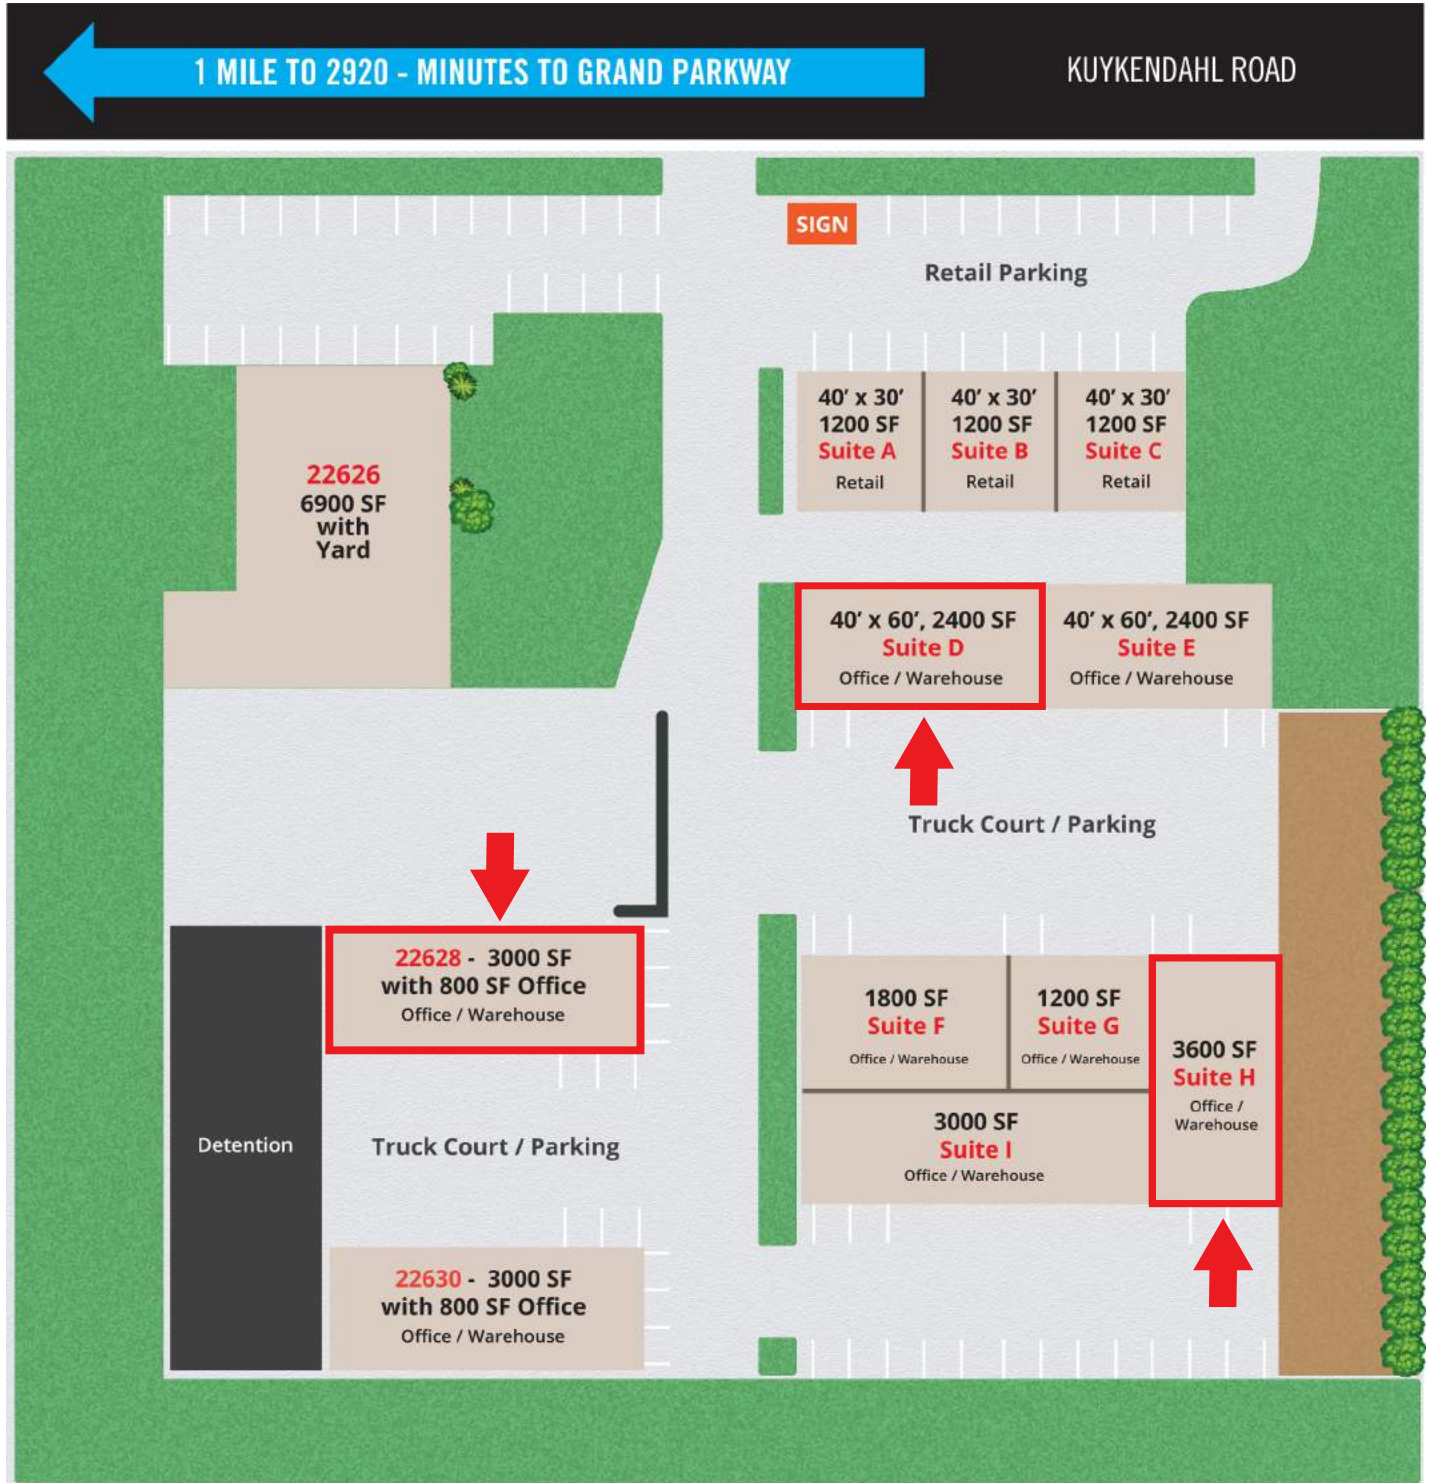 1 MILE TO 2920 - MINUTES TO GRAND PARKWAY
KUYKENDAHL ROAD
SIGN
Retail Parking
40’ x 30’
1200 SF
Suite A
Retail
40’ x 30’
1200 SF
Suite B
Retail
40’ x 30’
1200 SF
Suite C
Retail
22626
6900 SF
with
Yard
40’ x 60’, 2400 SF
Suite D
Office / Warehouse
40’ x 60’, 2400 SF
Suite E
Office / Warehouse
Truck Court / Parking
22628 - 3000 SF
with 800 SF Office
Office / Warehouse
1800 SF
Suite F
Office / Warehouse
1200 SF
Suite G
Office / Warehouse
3600 SF
Suite H
Office /
Warehouse
3000 SF
Suite I
Office / Warehouse
Detention
Truck Court / Parking
22630 - 3000 SF
with 800 SF Office
Office / Warehouse